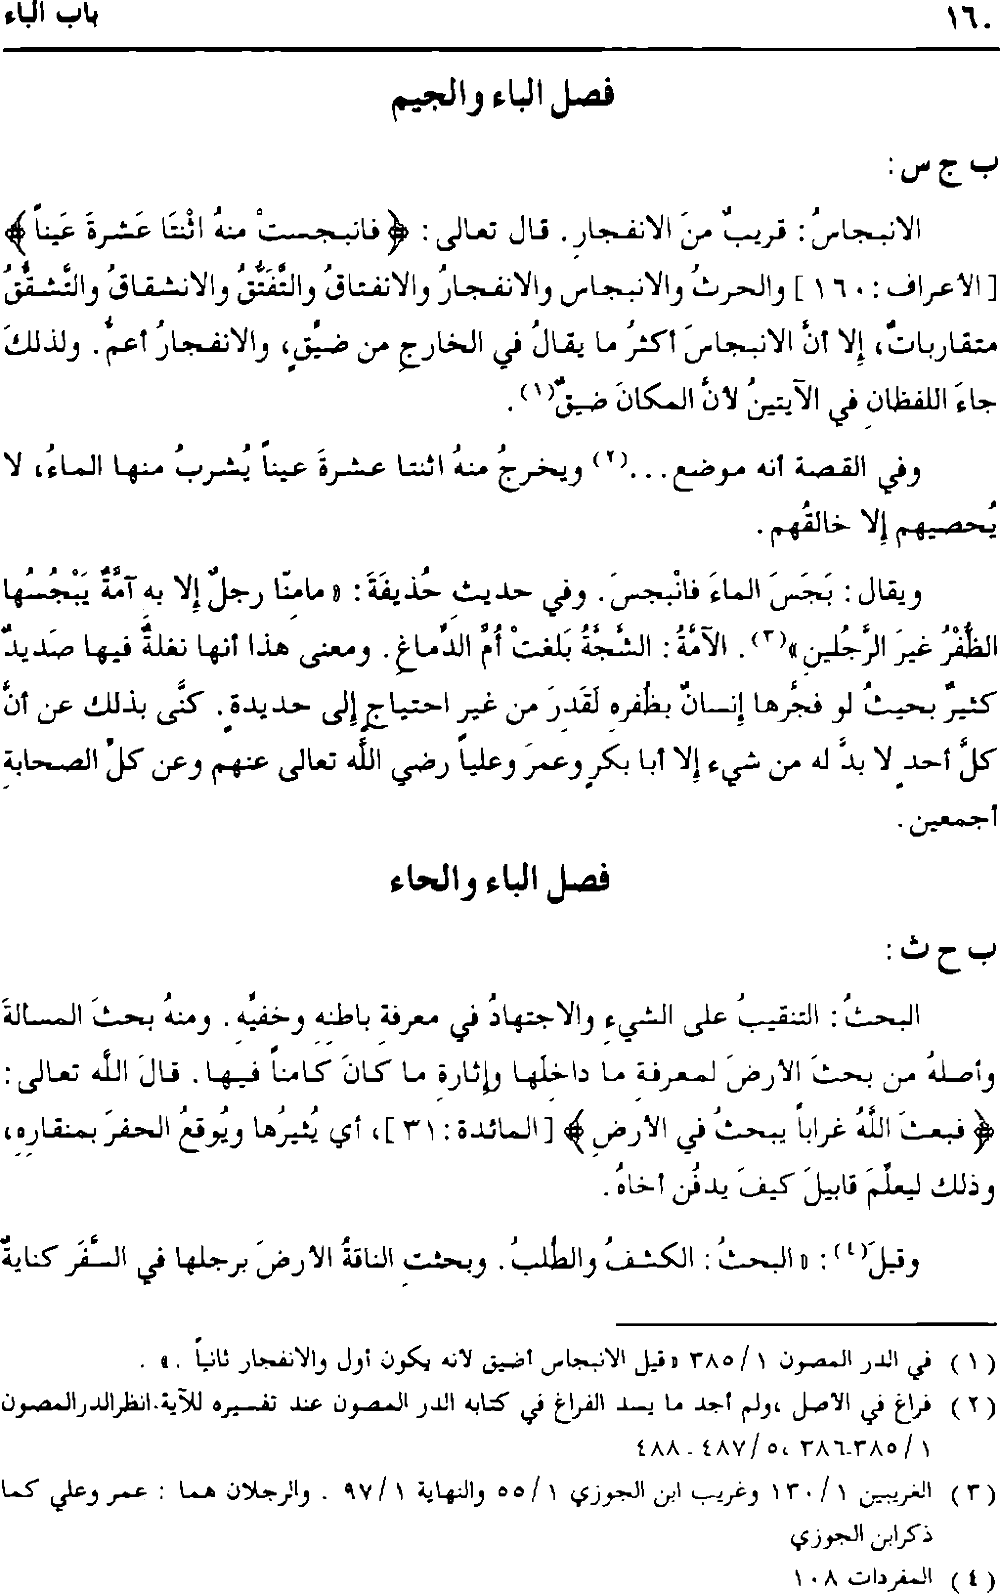 ١٦٠ باب الباء
فصل الباء والجيم
ب ج س :
الانبجاسُ : قريبٌ منَ الانفجارِ . قال تعالى : ﴿ فانبجستْ منهُ اثْنتَا عَشرةَ عَيناً ﴾
[ الأعراف : ١٦٠ ] والحرثُ والانبجاس والانفجارُ والانفتاقُ والتَّفَتُّقُ والانشقاقُ والتَّشقُّقُ
متقارباتٌ، إلا أنَّ الانبجاسَ أكثرُ ما يقالُ في الخارجِ من ضيِّقٍ، والانفجارُ أعمُّ . ولذلكَ
جاءَ اللفظانِ في الآيتينُ لأنَّ المكانَ ضيقٌ(١) .
وفي القصة أنه موضع...(٢) ويخرجُ منهُ اثنتا عشرةَ عيناً يُشربُ منها الماءُ، لا
يُحصيهم إلا خالقُهم .
ويقال : بَجَسَ الماءَ فانْبجسَ . وفي حديثِ حُذيفَةَ : « مامنّا رجلٌ إلا به آمَّةٌ يَبْجُسُها
الظُّفْرُ غيرَ الرَّجُلينِ »(٣) . الآمَّةُ : الشَّجَّةُ بَلغتْ أُمَّ الدِّماغِ . ومعنى هذا أنها نغلةٌ فيها صَديدٌ
كثيرٌ بحيثُ لو فجَّرها إنسانٌ بظُفرهِ لَقَدرَ من غير احتياجٍ إلى حديدةٍ . كنَّى بذلك عن أنَّ
كلَّ أحدٍ لا بدَّ له من شيء إلا أبا بكرٍ وعمرَ وعلياً رضي اللَّه تعالى عنهم وعن كلِّ الصحابةِ
أجمعين .
فصل الباء والحاء
ب ح ث :
البحثُ : التنقيبُ على الشيءِ والاجتهادُ في معرفةِ باطنهِ وخفيِّه . ومنهُ بحثَ المسالةَ
وأصلهُ من بحثَ الأرضَ لمعرفةِ ما داخلَها وإثارةِ ما كانَ كامناً فيها . قالَ اللَّه تعالى :
﴿ فبعثَ اللَّهُ غراباً يبحثُ في الأرضِ ﴾ [ المائدة : ٣١ ]، أي يُثيرُها ويُوقعُ الحفرَ بمنقارِهِ،
وذلك ليعلِّمَ قابيلَ كيفَ يدفُن أخاهُ .
وقيلَ(٤) : « البحثُ : الكشفُ والطَّلبُ . وبحثتِ الناقةُ الأرضَ برجلها في السَّفَر كنايةٌ
( ١ ) في الدر المصون ١/ ٣٨٥ « قيل الانبجاس أضيق لانه يكون أول والانفجار ثانياً . » .
( ٢ ) فراغ في الأصل ،ولم أجد ما يسد الفراغ في كتابه الدر المصون عند تفسيره للآية.انظرالدرالمصون
١/ ٣٨٥-٣٨٦ ،٥/ ٤٨٧ - ٤٨٨
( ٣ ) الغريبين ١/ ١٣٠ وغريب ابن الجوزي ١/ ٥٥ والنهاية ١/ ٩٧ . والرجلان هما : عمر وعلي كما
ذكرابن الجوزي
( ٤ ) المفردات ١٠٨